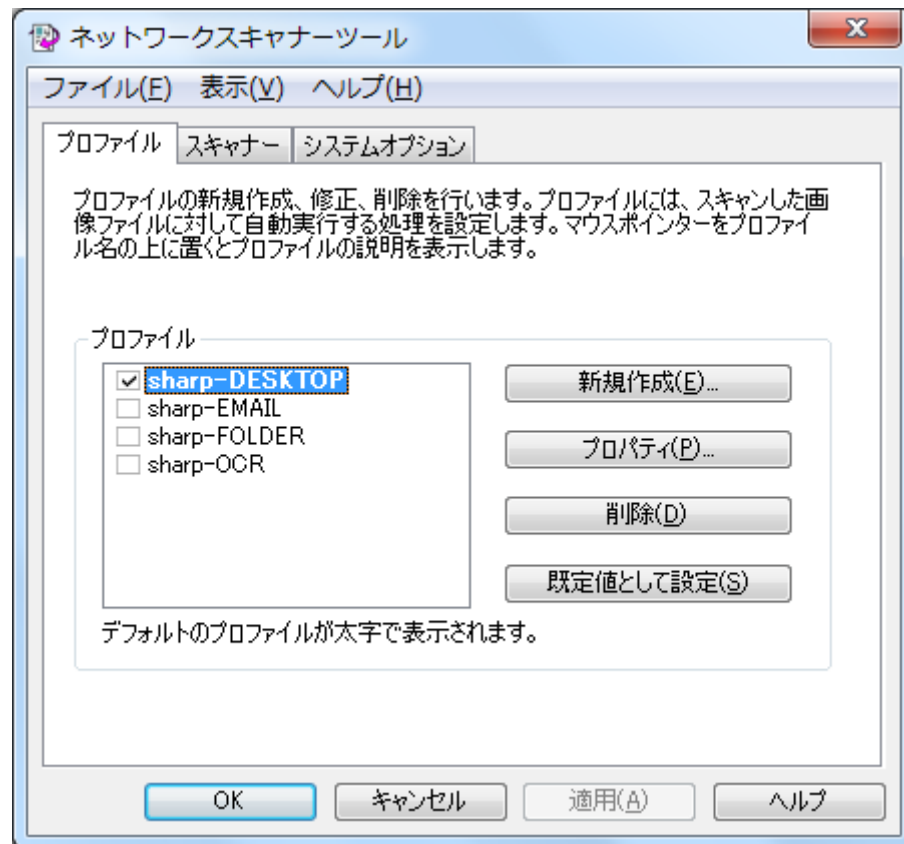 ネットワークスキャナーツール
ファイル(F) 表示(V) ヘルプ(H)
プロファイル スキャナー システムオプション
プロファイルの新規作成、修正、削除を行います。プロファイルには、スキャンした画
像ファイルに対して自動実行する処理を設定します。マウスポインターをプロファイ
ル名の上に置くとプロファイルの説明を表示します。
プロファイル
sharp-DESKTOP
sharp-EMAIL
sharp-FOLDER
sharp-OCR
新規作成(E)...
プロパティ(P)...
削除(D)
既定値として設定(S)
デフォルトのプロファイルが太字で表示されます。
OK キャンセル 適用(A) ヘルプ